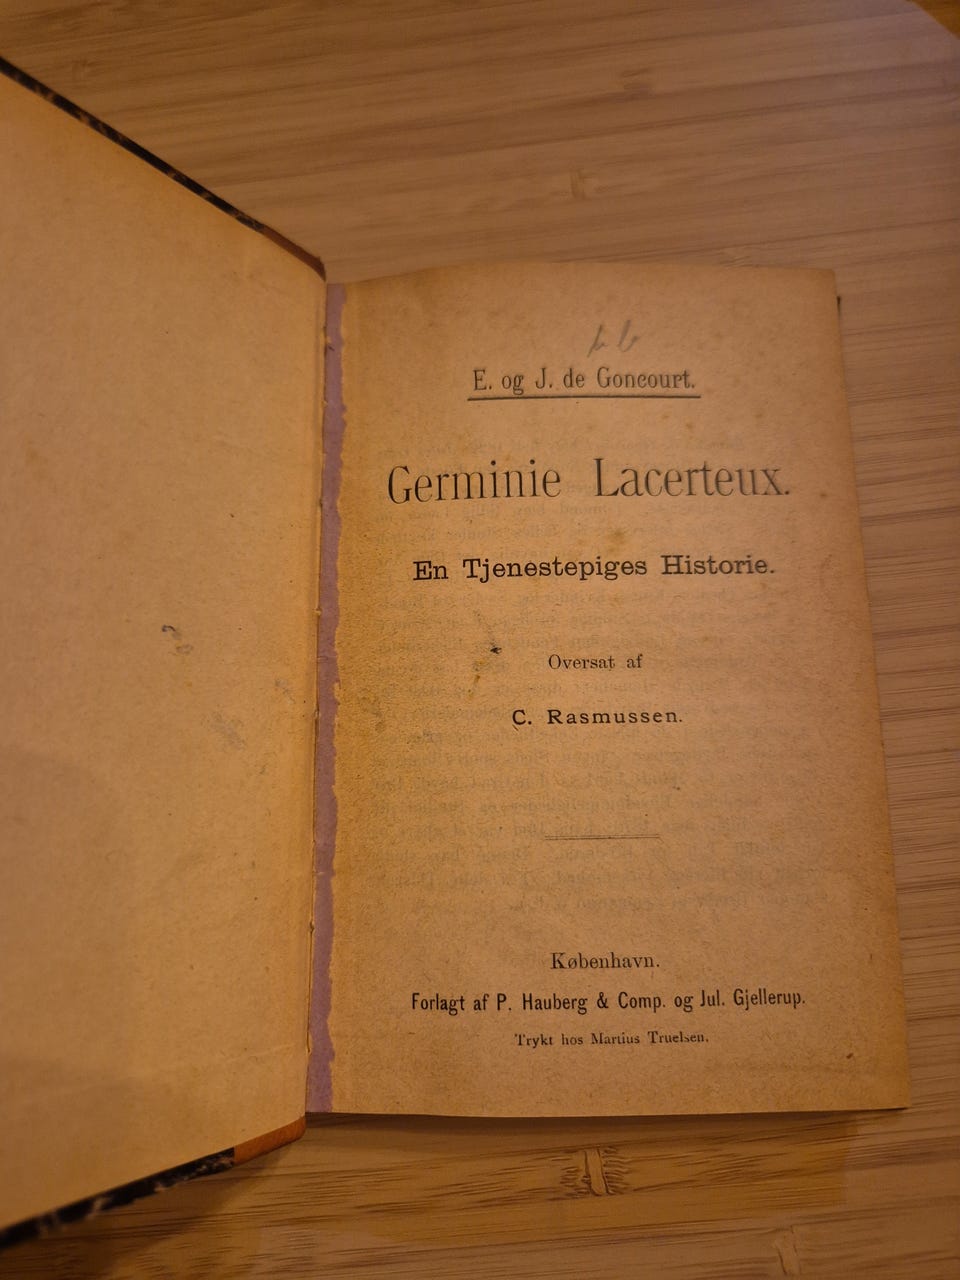 E. og J. de Goncourt.
Germinie Lacerteux.
En Tjenestepiges Historie.
Oversat af
C. Rasmussen.
København.
Forlagt af P. Hauberg & Comp. og Jul. Gjellerup.
Trykt hos Martius Truelsen.